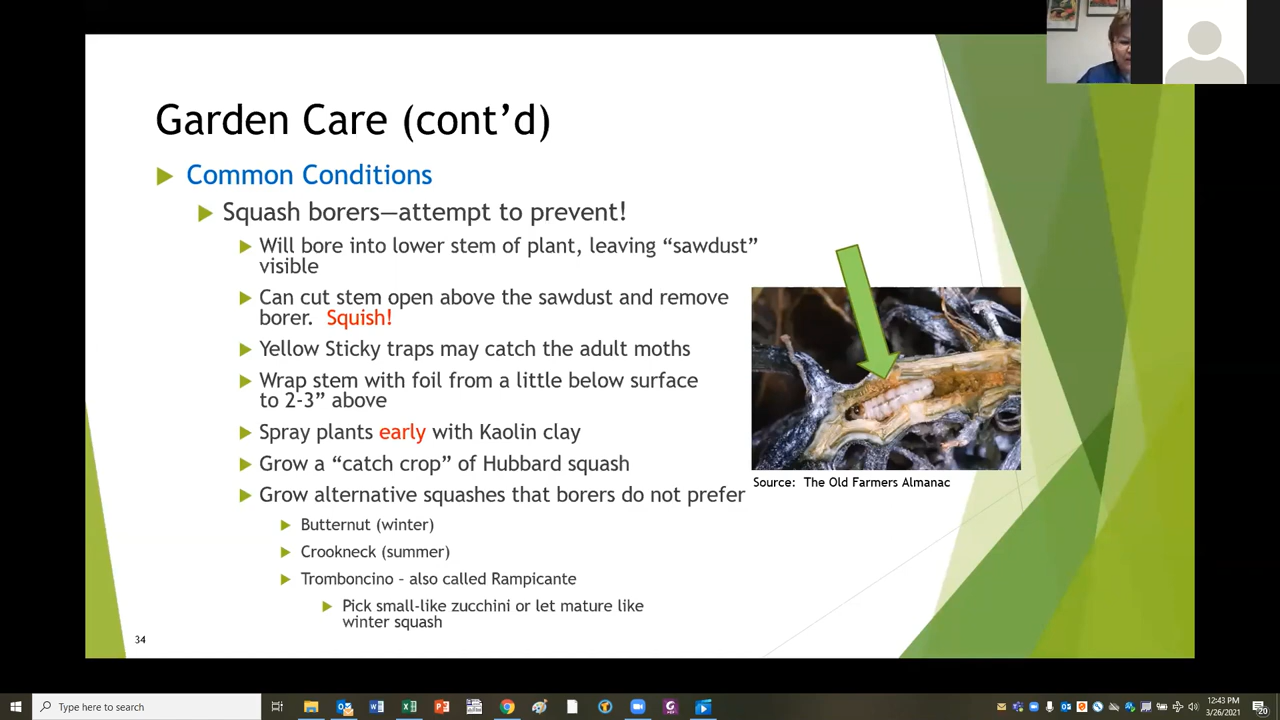 Garden Care (cont’d)
Common Conditions
Squash borers—attempt to prevent!
Will bore into lower stem of plant, leaving “sawdust”
visible
Can cut stem open above the sawdust and remove
borer.  Squish!
Yellow Sticky traps may catch the adult moths
Wrap stem with foil from a little below surface
to 2-3” above
Spray plants early with Kaolin clay
Grow a “catch crop” of Hubbard squash
Grow alternative squashes that borers do not prefer
Source:  The Old Farmers Almanac
Butternut (winter)
Crookneck (summer)
Tromboncino – also called Rampicante
Pick small-like zucchini or let mature like
winter squash
34
Type here to search
12:43 PM
3/26/2021
20